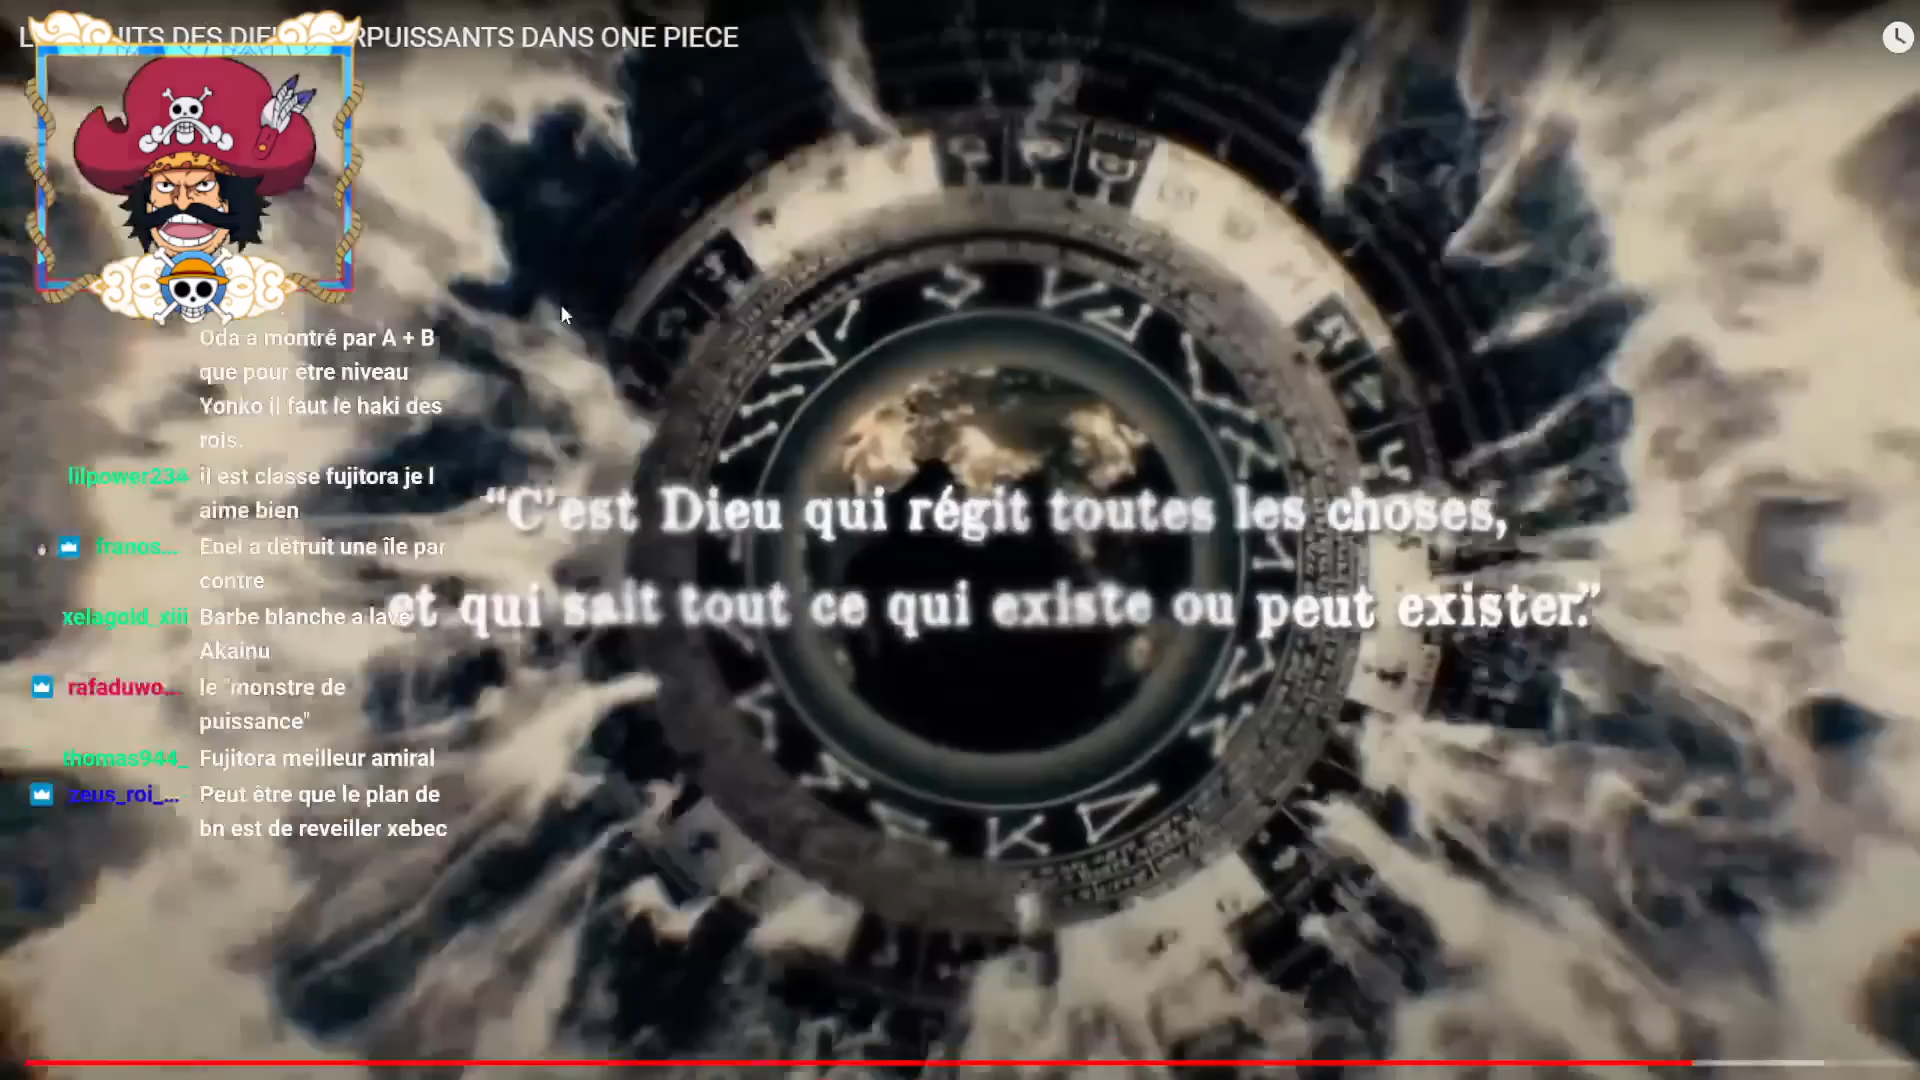 RPUISSANTS DANS ONE PIECE
Oda a montré par A + B
que pour être niveau
Yonko il faut le haki des
rois.
lilpower234 il est classe fujitora je l
aime bien
franos... Enel a détruit une île par
contre
xelagold_xiii Barbe blanche a lavé
Akainu
rafaduwo... le "monstre de
puissance"
thomas944_ Fujitora meilleur amiral
zeus_roi_... Peut être que le plan de
bn est de reveiller xebec
“C'est Dieu qui régit toutes les choses,
et qui sait tout ce qui existe ou peut exister.”